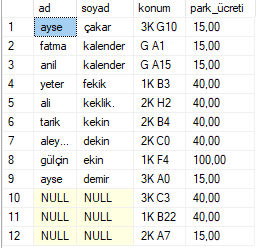 ad soyad konum park_ücreti
1 ayse çakar 3K G10 15,00
2 fatma kalender G A1 15,00
3 anil kalender G A15 15,00
4 yeter fekik 1K B3 40,00
5 ali keklik. 2K H2 40,00
6 tarik kekin 2K B4 40,00
7 aley... dekin 2K C0 40,00
8 gülçin ekin 1K F4 100,00
9 ayse demir 3K A0 15,00
10 NULL NULL 3K C3 40,00
11 NULL NULL 1K B22 40,00
12 NULL NULL 2K A7 15,00